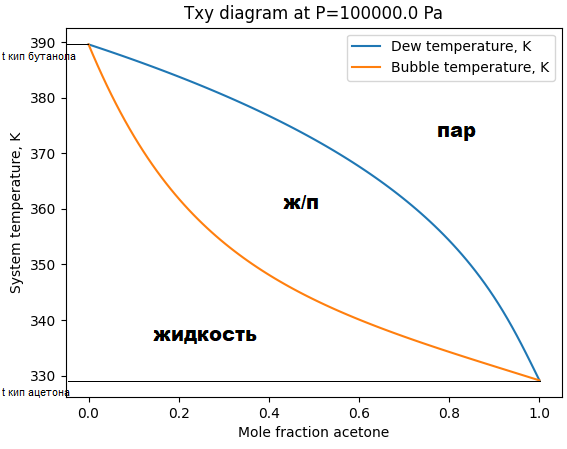 Txy diagram at P=100000.0 Pa
Dew temperature, K
Bubble temperature, K
390
t кип бутанола
380
пар
370
ж/п
360
350
жидкость
340
330
t кип ацетона
System temperature, K
0.0 0.2 0.4 0.6 0.8 1.0
Mole fraction acetone